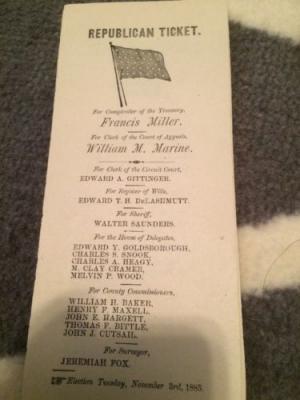 REPUBLICAN TICKET.
For Comptroller of the Treasury,
Francis Miller.
For Clerk of the Court of Appeals,
William M. Marine.
For Clerk of the Circuit Court,
EDWARD A. GITTINGER.
For Register of Wills,
EDWARD T. H. DELASHMUTT.
For Sheriff,
WALTER SAUNDERS.
For the House of Delegates,
EDWARD Y. GOLDSBOROUGH,
CHARLES S. SNOOK,
CHARLES A. HEAGY,
M. CLAY CRAMER,
MELVIN P. WOOD.
For County Commissioners,
WILLIAM H. BAKER,
HENRY F. MAXELL,
JOHN E. HARGETT,
THOMAS F. BITTLE,
JOHN J. CUTSAIL.
For Surveyor,
JEREMIAH FOX.
☞ Election Tuesday, November 3rd, 1885.